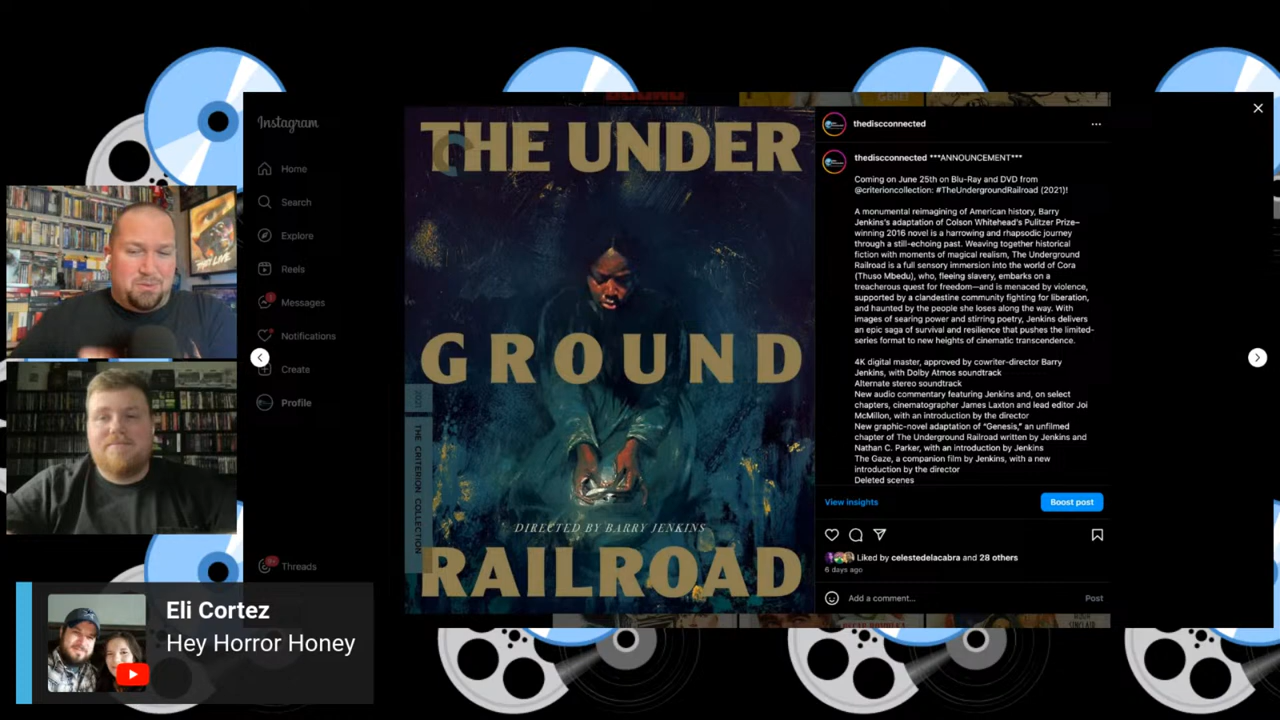 GENET
Instagram
Home
Search
Explore
Reels
Messages
Notifications
Create
Profile
Threads
9+
THEY LIVE
THE UNDER
GROUND
RAILROAD
DIRECTED BY BARRY JENKINS
2021
THE CRITERION COLLECTION
thediscconnected
thediscconnected ***ANNOUNCEMENT***
Coming on June 25th on Blu-Ray and DVD from
@criterioncollection: #TheUndergroundRailroad (2021)!
A monumental reimagining of American history, Barry
Jenkins's adaptation of Colson Whitehead's Pulitzer Prize–
winning 2016 novel is a harrowing and rhapsodic journey
through a still-echoing past. Weaving together historical
fiction with moments of magical realism, The Underground
Railroad is a full sensory immersion into the world of Cora
(Thuso Mbedu), who, fleeing slavery, embarks on a
treacherous quest for freedom—and is menaced by violence,
supported by a clandestine community fighting for liberation,
and haunted by the people she loses along the way. With
images of searing power and stirring poetry, Jenkins delivers
an epic saga of survival and resilience that pushes the limited-
series format to new heights of cinematic transcendence.
4K digital master, approved by cowriter-director Barry
Jenkins, with Dolby Atmos soundtrack
Alternate stereo soundtrack
New audio commentary featuring Jenkins and, on select
chapters, cinematographer James Laxton and lead editor Joi
McMillon, with an introduction by the director
New graphic-novel adaptation of "Genesis," an unfilmed
chapter of The Underground Railroad written by Jenkins and
Nathan C. Parker, with an introduction by Jenkins
The Gaze, a companion film by Jenkins, with a new
introduction by the director
Deleted scenes
View insights
Boost post
Liked by celestedelacabra and 28 others
6 days ago
Add a comment...
Post
Eli Cortez
Hey Horror Honey